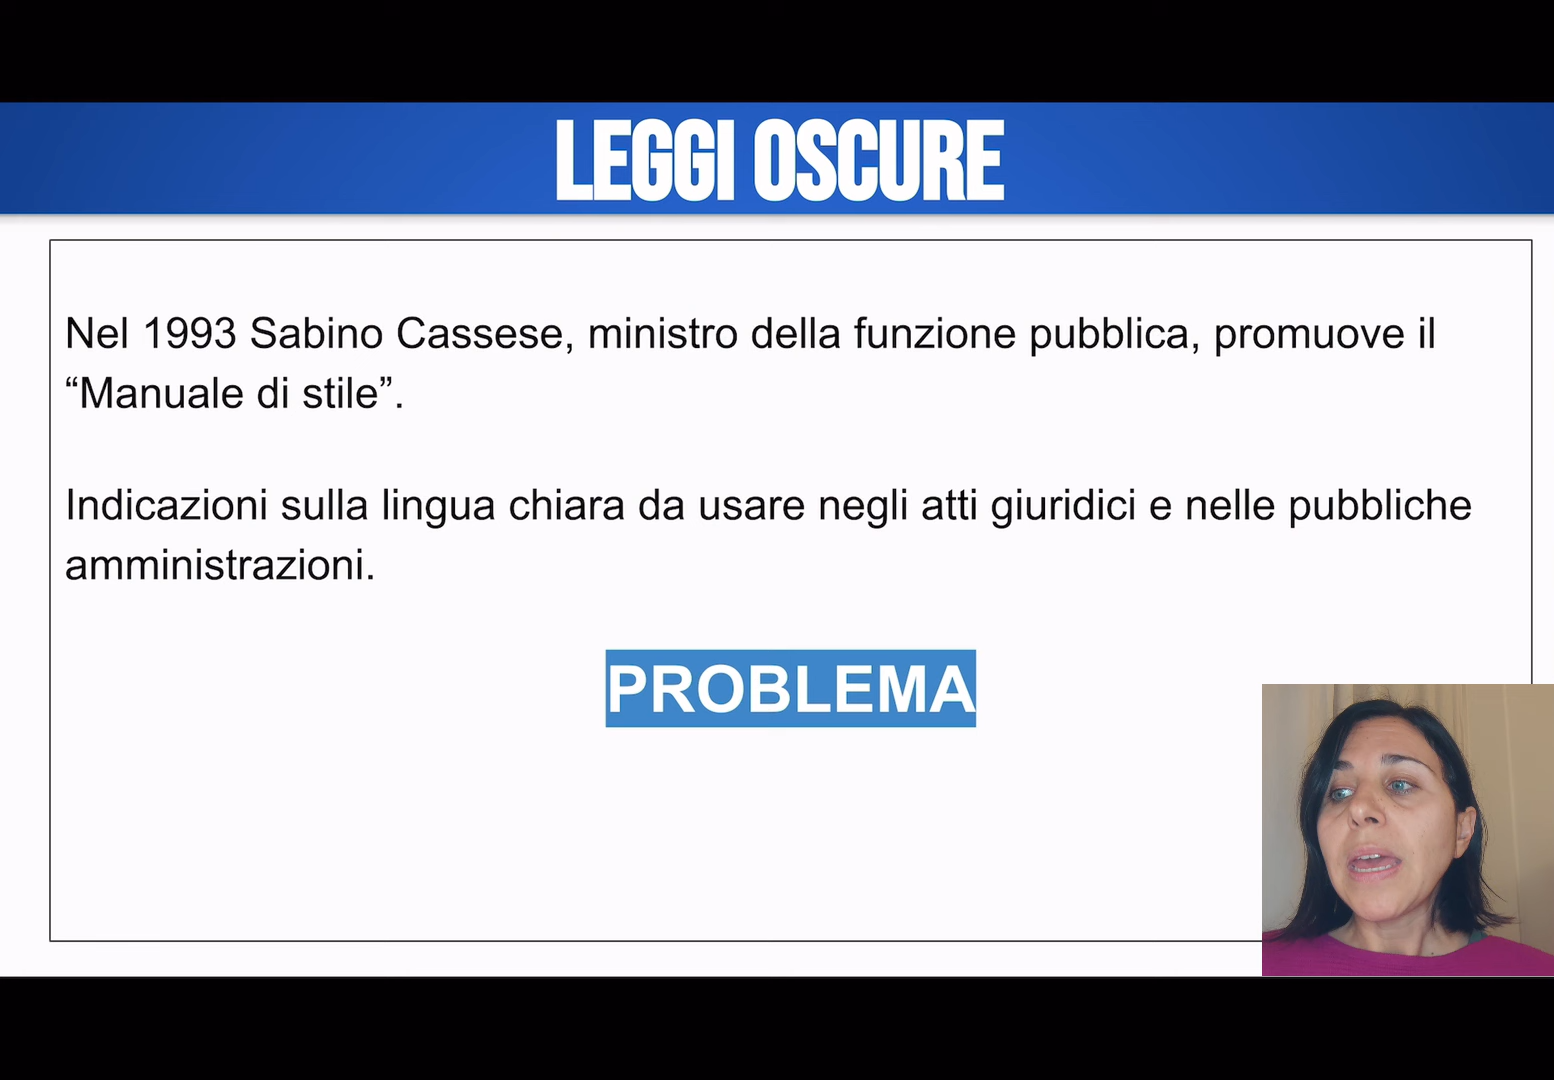 LEGGI OSCURE
Nel 1993 Sabino Cassese, ministro della funzione pubblica, promuove il
“Manuale di stile”.
Indicazioni sulla lingua chiara da usare negli atti giuridici e nelle pubbliche
amministrazioni.
PROBLEMA